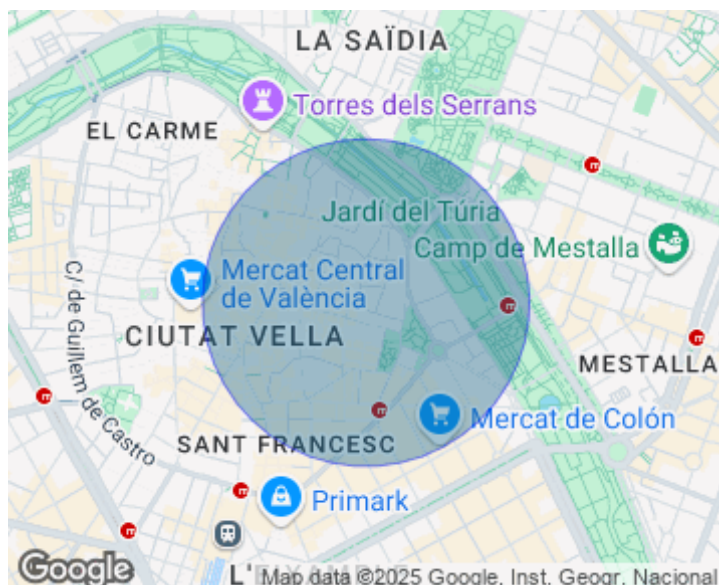 LA SAÏDIA
Torres dels Serrans
EL CARME
Jardí del Túria
Camp de Mestalla
Mercat Central
de València
CIUTAT VELLA
C/ de Guillem de Castro
MESTALLA
Mercat de Colón
SANT FRANCESC
Primark
Google
L'
Map data ©2025 Google, Inst. Geogr. Nacional